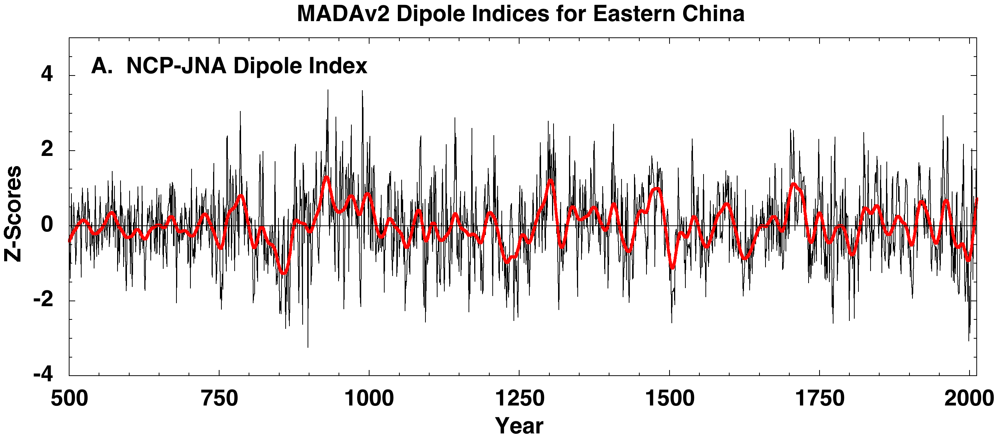 MADAv2 Dipole Indices for Eastern China
A. NCP-JNA Dipole Index
4
2
0
-2
-4
Z-Scores
500 750 1000 1250 1500 1750 2000
Year